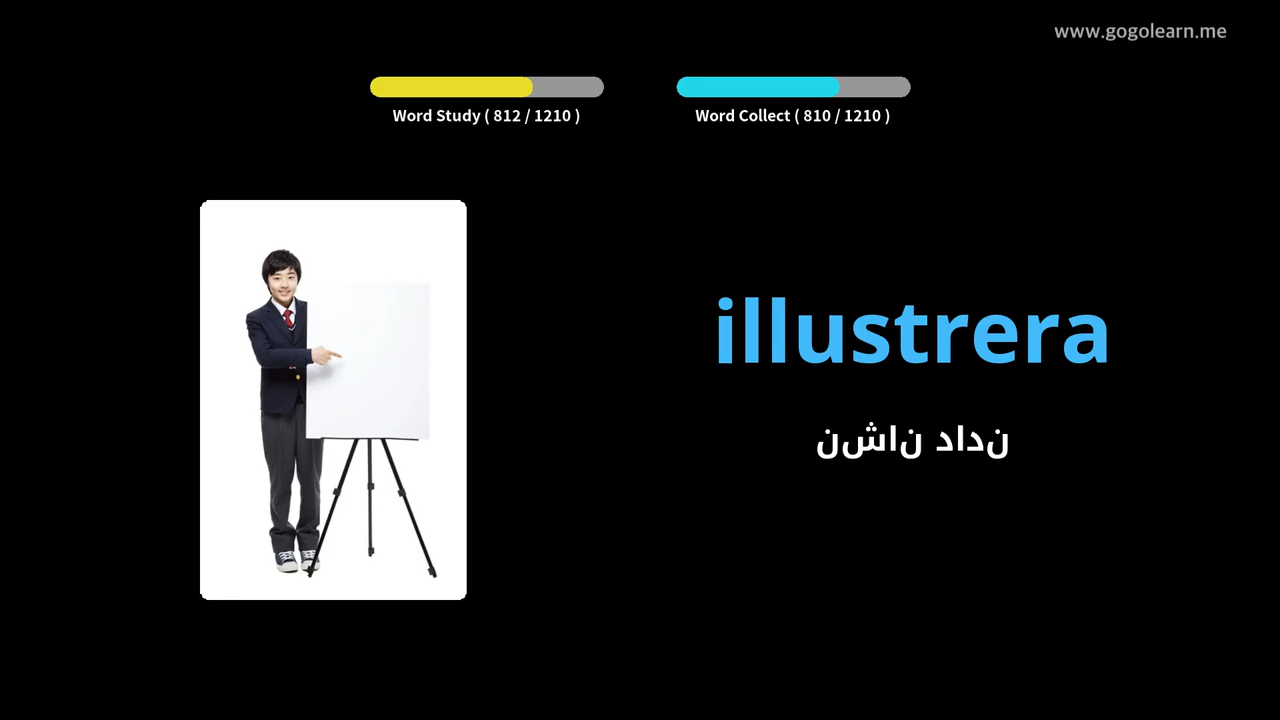 www.gogolearn.me
Word Study ( 812 / 1210 )
Word Collect ( 810 / 1210 )
illustrera
نشان دادن